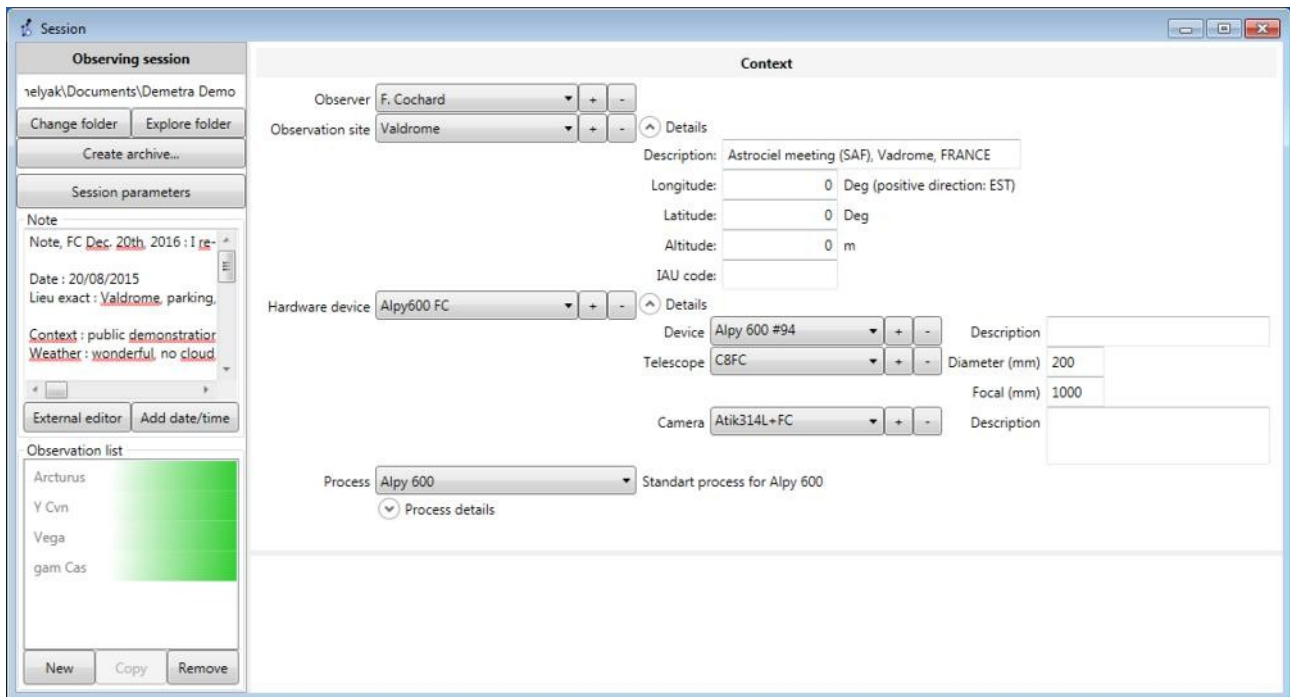 Session
Observing session
nelyak\Documents\Demetra Demo
Change folder Explore folder
Create archive...
Session parameters
Note
Note, FC Dec. 20th, 2016 : I re-
Date : 20/08/2015
Lieu exact : Valdrome, parking,
Context : public demonstration
Weather : wonderful, no cloud,
External editor Add date/time
Observation list
Arcturus
Y Cvn
Vega
gam Cas
New Copy Remove
Context
Observer F. Cochard + -
Observation site Valdrome + - Details
Description: Astrociel meeting (SAF), Vadrome, FRANCE
Longitude: 0 Deg (positive direction: EST)
Latitude: 0 Deg
Altitude: 0 m
IAU code:
Hardware device Alpy600 FC + - Details
Device Alpy 600 #94 + - Description
Telescope C8FC + - Diameter (mm) 200
Focal (mm) 1000
Camera Atik314L+FC + - Description
Process Alpy 600 Standart process for Alpy 600
Process details